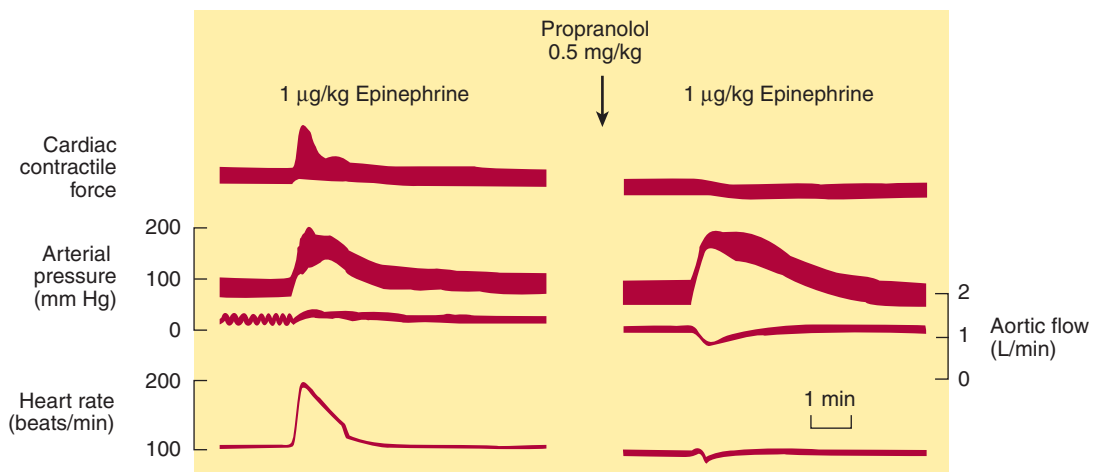 Propranolol
0.5 mg/kg
1 μg/kg Epinephrine
1 μg/kg Epinephrine
Cardiac
contractile
force
200
Arterial
pressure
(mm Hg)
100
0
2
1
0
Aortic flow
(L/min)
200
Heart rate
(beats/min)
100
1 min